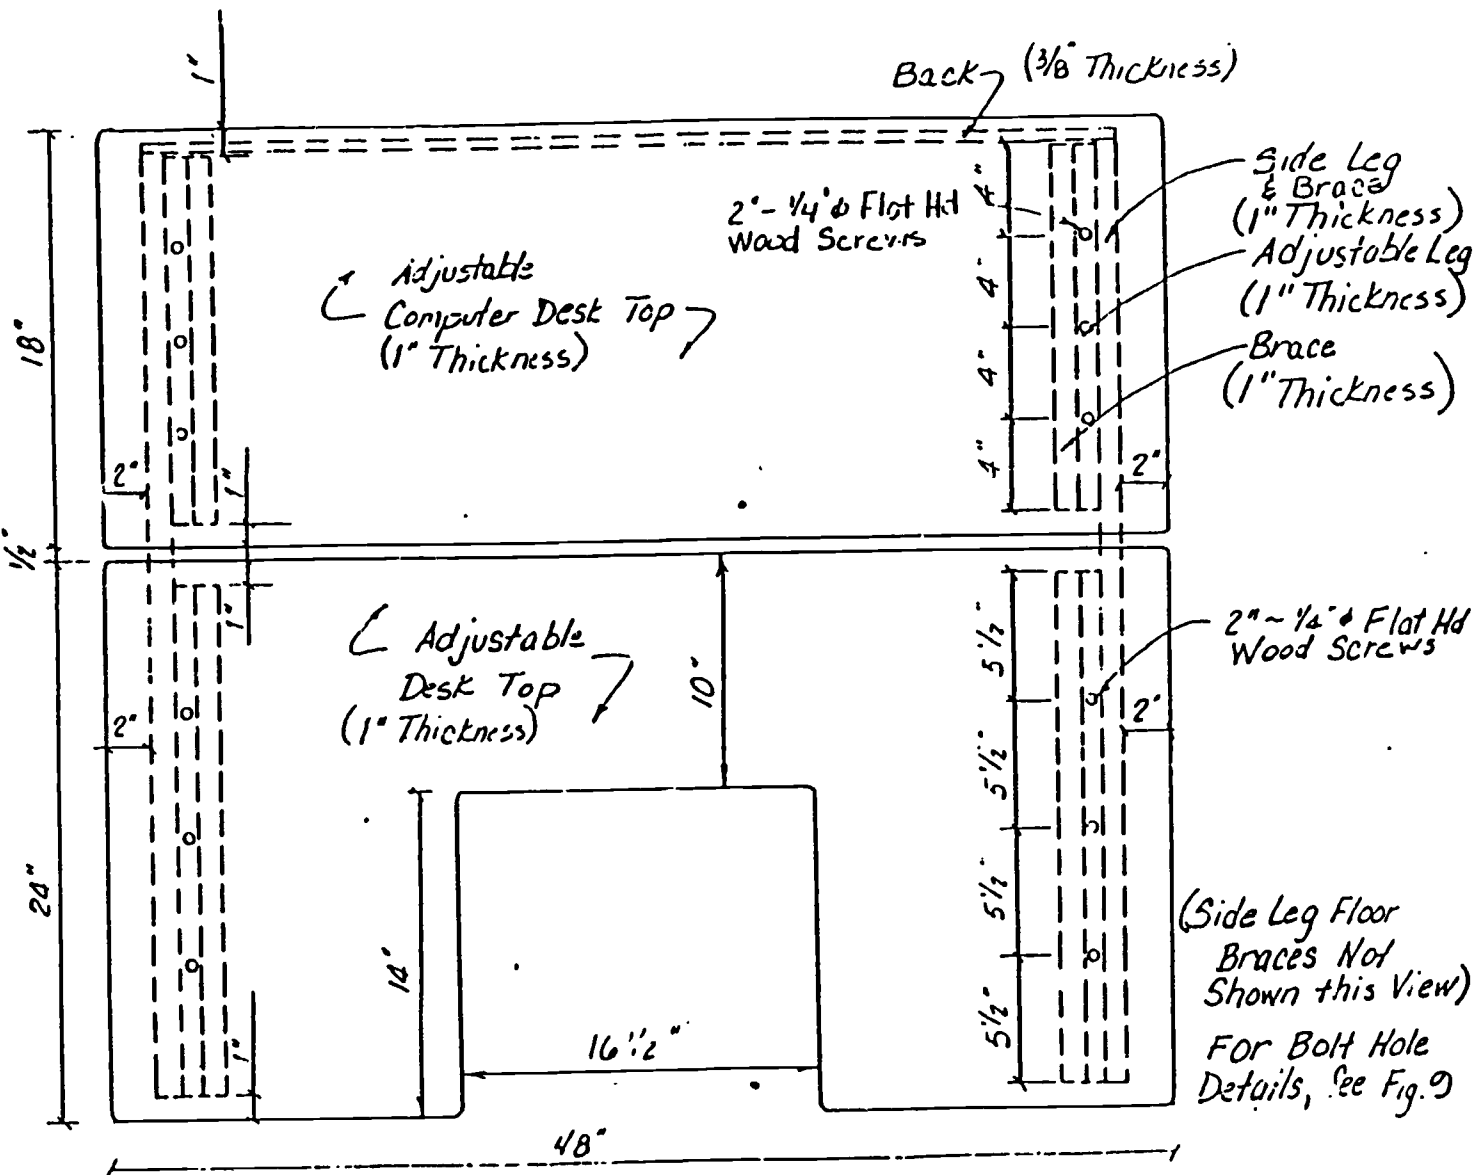 1"
Back (3/8" Thickness)
Side Leg
& Brace
(1" Thickness)
Adjustable Leg
(1" Thickness)
Brace
(1" Thickness)
2"- 1/4" ø Flat Hd
Wood Screws
Adjustable
Computer Desk Top
(1" Thickness)
18"
4"
4"
4"
4"
2"
1"
2"
1/2"
1"
Adjustable
Desk Top
(1" Thickness)
10"
5 1/2"
5 1/2"
5 1/2"
5 1/2"
2"~ 1/4" ø Flat Hd
Wood Screws
2"
2"
24"
14"
16 1/2"
1"
(Side Leg Floor
Braces Not
Shown this View)
For Bolt Hole
Details, See Fig. 9
48"